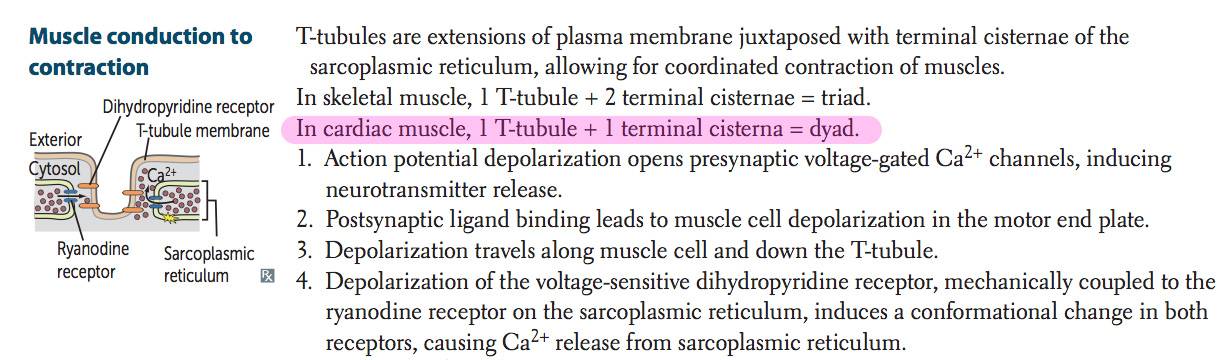 Muscle conduction to
contraction
Dihydropyridine receptor
T-tubule membrane
Exterior
Cytosol
Ca2+
Ryanodine
receptor
Sarcoplasmic
reticulum
Rx
T-tubules are extensions of plasma membrane juxtaposed with terminal cisternae of the
sarcoplasmic reticulum, allowing for coordinated contraction of muscles.
In skeletal muscle, 1 T-tubule + 2 terminal cisternae = triad.
In cardiac muscle, 1 T-tubule + 1 terminal cisterna = dyad.
1. Action potential depolarization opens presynaptic voltage-gated Ca2+ channels, inducing
neurotransmitter release.
2. Postsynaptic ligand binding leads to muscle cell depolarization in the motor end plate.
3. Depolarization travels along muscle cell and down the T-tubule.
4. Depolarization of the voltage-sensitive dihydropyridine receptor, mechanically coupled to the
ryanodine receptor on the sarcoplasmic reticulum, induces a conformational change in both
receptors, causing Ca2+ release from sarcoplasmic reticulum.